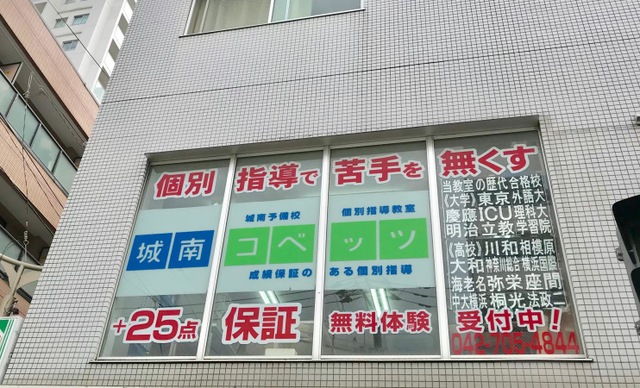 個別指導で苦手を無くす
城南予備校 個別指導教室
城南コベッツ
成績保証のある個別指導
+25点保証 無料体験受付中!
当教室の歴代合格校
《大学》東京外語大
慶應ICU理科大
明治立教学習院
《高校》川和相模原
大和神奈川総合横浜国際
海老名弥栄座間
中大横浜桐光法政二
042-705-4844